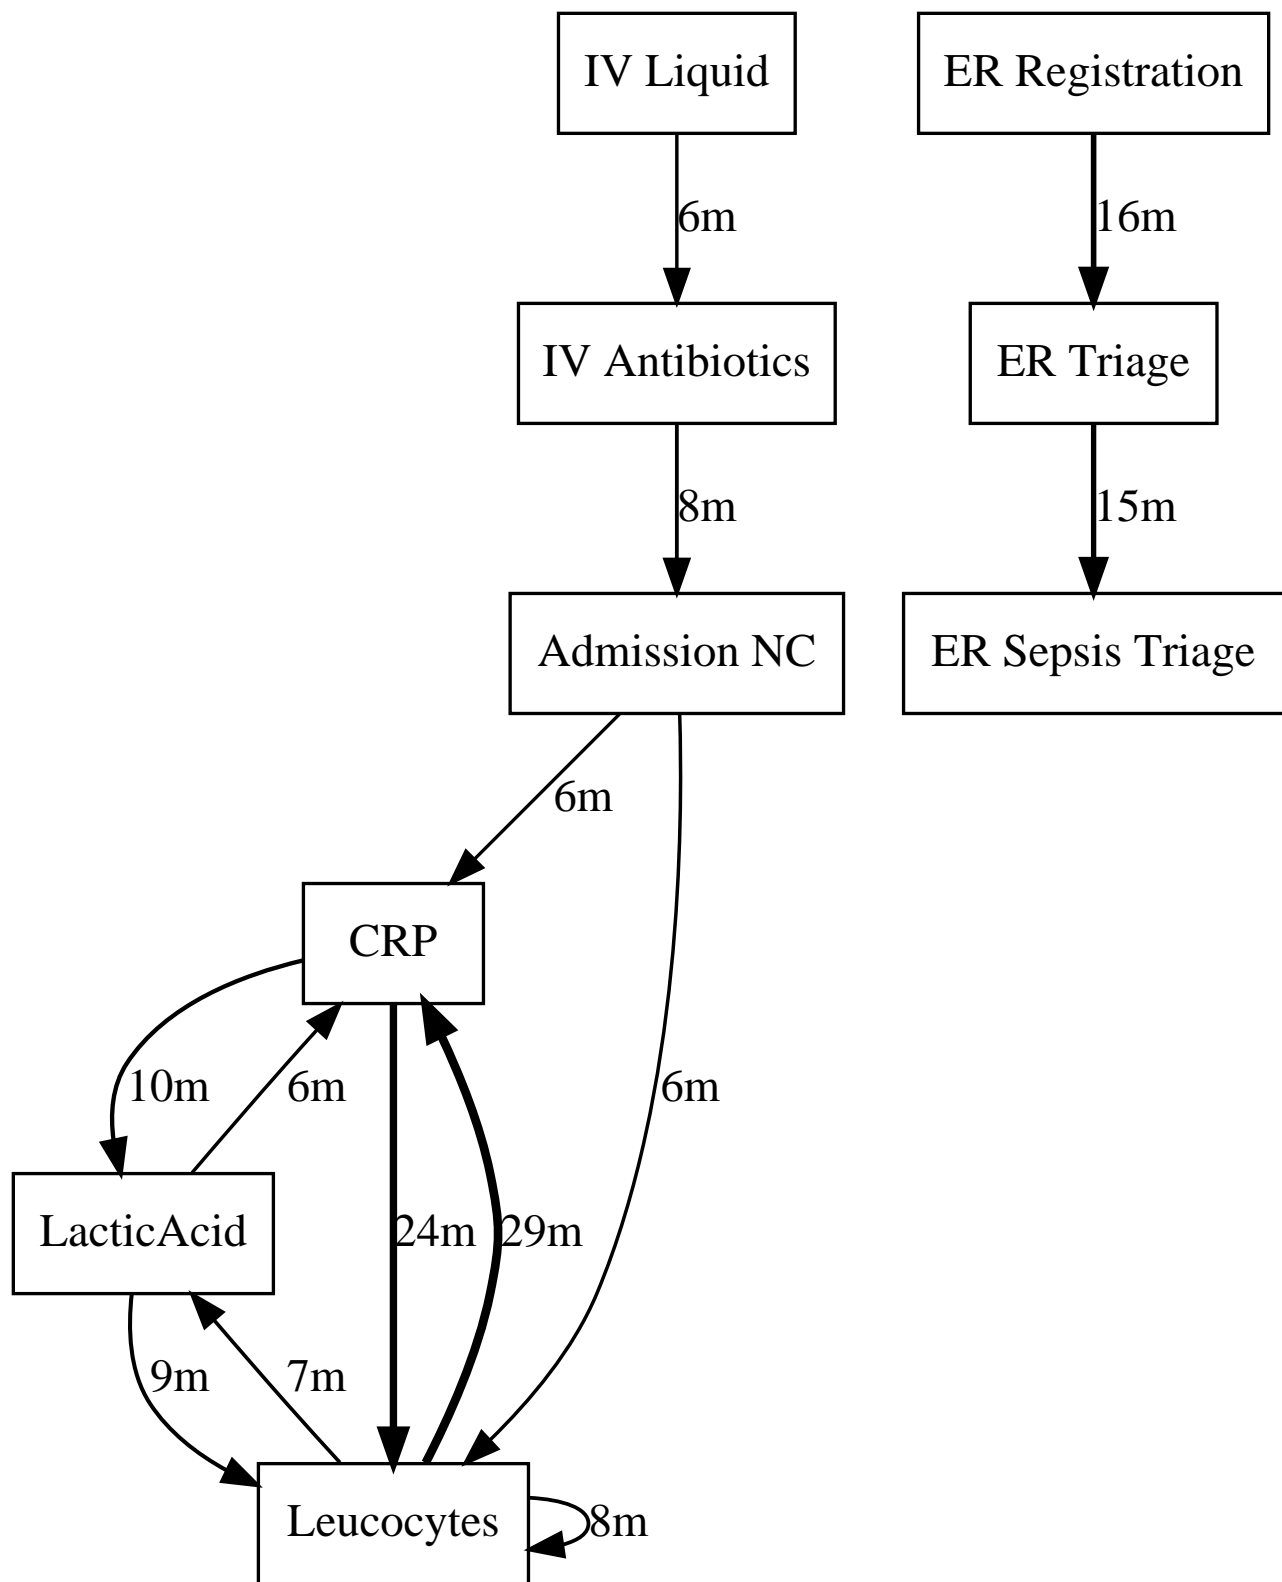 IV Liquid
ER Registration
6m
16m
IV Antibiotics
ER Triage
8m
15m
Admission NC
ER Sepsis Triage
6m
CRP
10m
6m
6m
LacticAcid
24m
29m
9m
7m
Leucocytes
8m